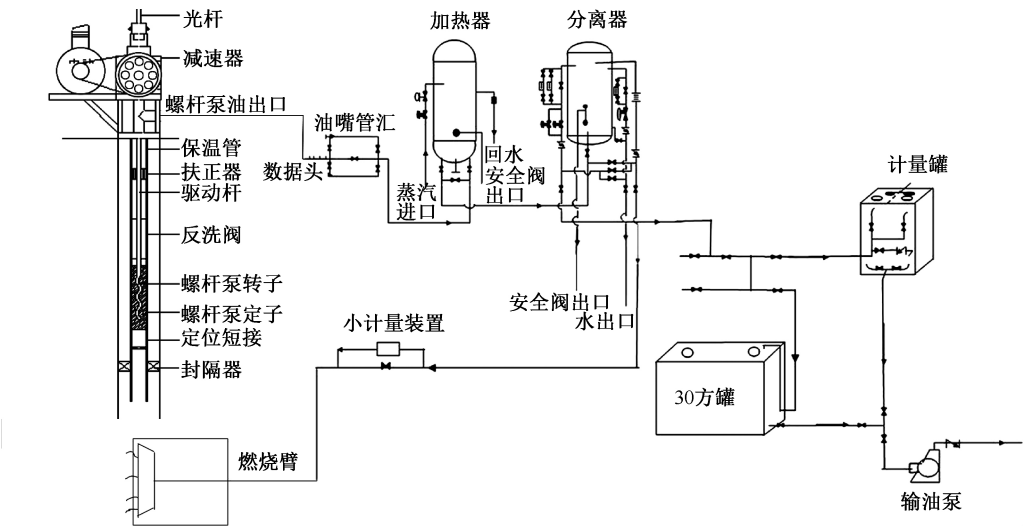 光杆
加热器
分离器
减速器
螺杆泵油出口
油嘴管汇
保温管
扶正器
驱动杆
数据头
回水
安全阀
出口
蒸汽
进口
计量罐
反洗阀
螺杆泵转子
螺杆泵定子
定位短接
封隔器
安全阀出口
水出口
小计量装置
30方罐
燃烧臂
输油泵